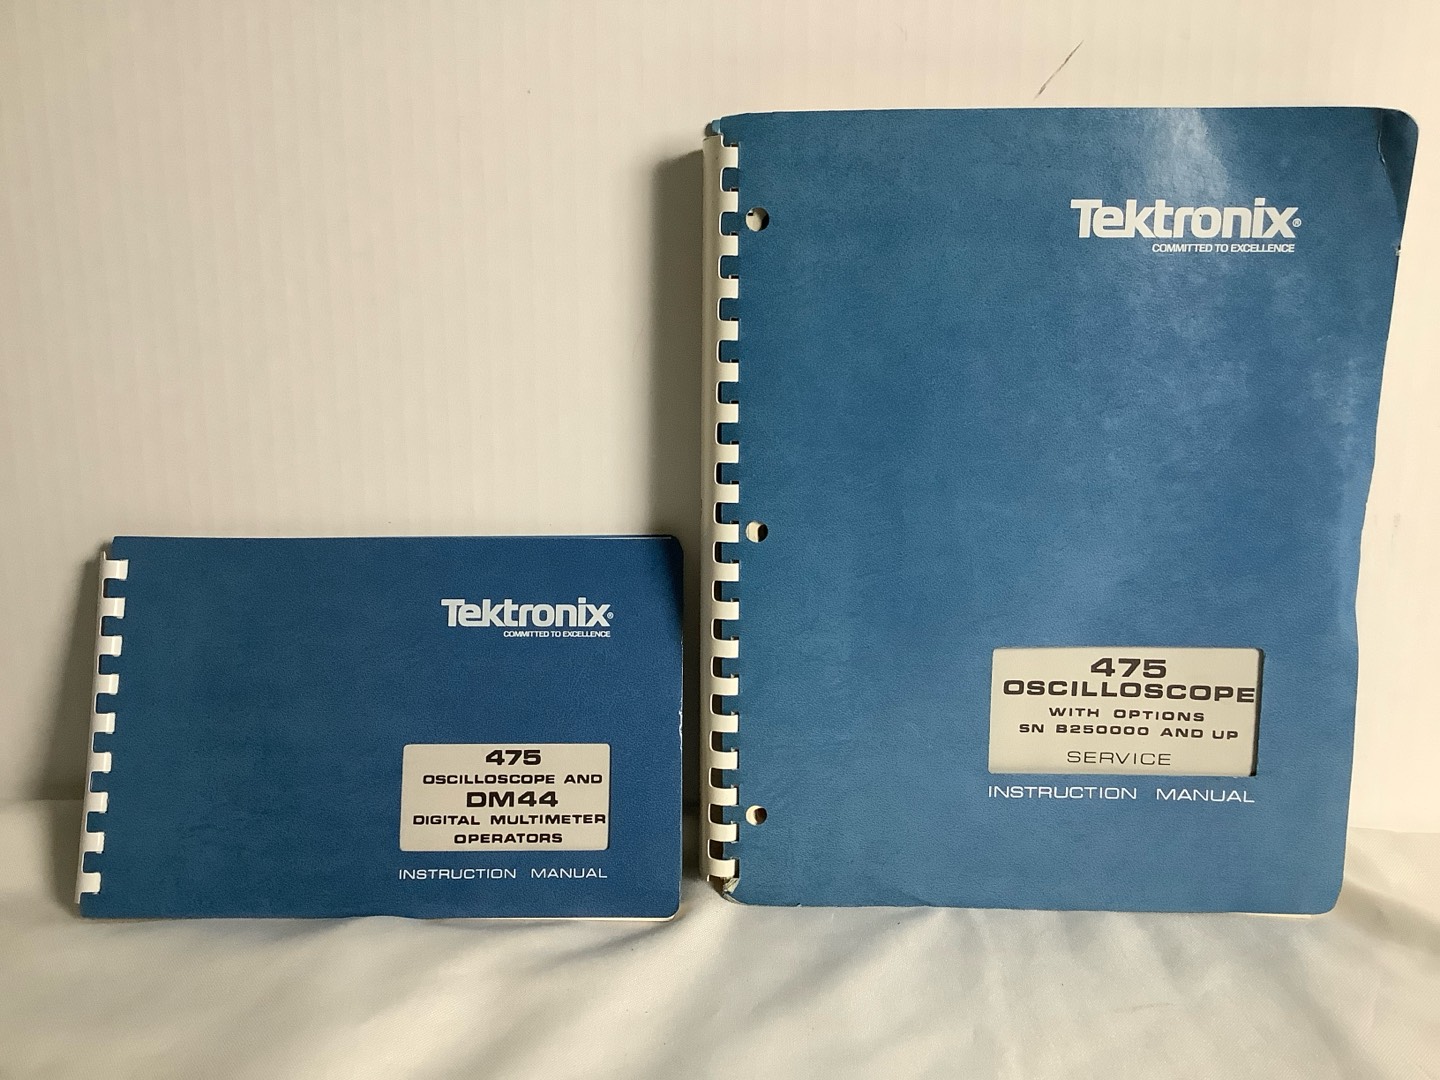 Tektronix®
COMMITTED TO EXCELLENCE
475
OSCILLOSCOPE AND
DM44
DIGITAL MULTIMETER
OPERATORS
INSTRUCTION MANUAL
Tektronix®
COMMITTED TO EXCELLENCE
475
OSCILLOSCOPE
WITH OPTIONS
SN B250000 AND UP
SERVICE
INSTRUCTION MANUAL